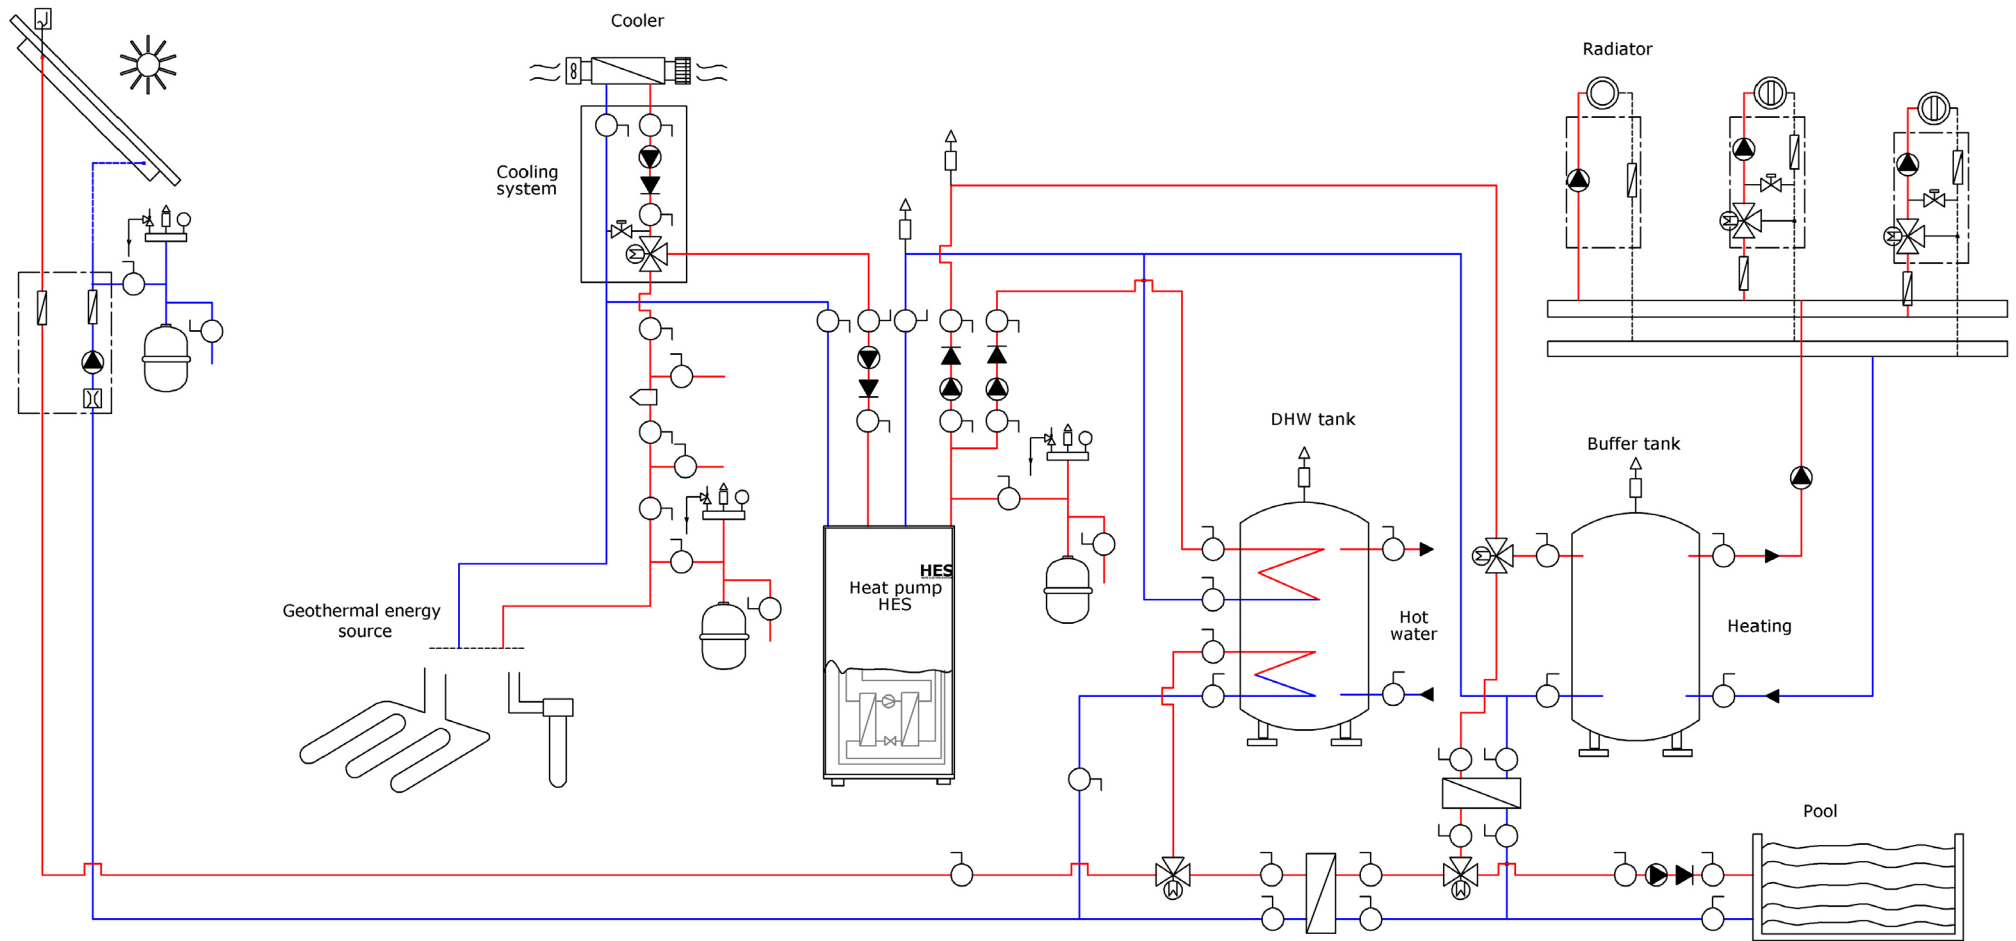 Cooler
Radiator
Cooling
system
DHW tank
Buffer tank
HES
Heat pump
HES
Geothermal energy
source
Hot
water
Heating
Pool